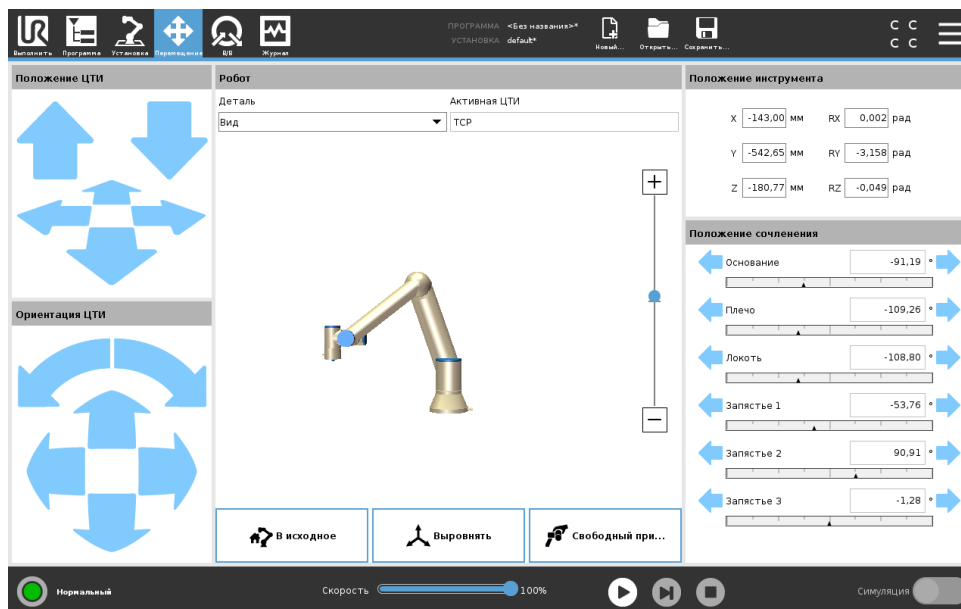 ПРОГРАММА <Без названия>*
УСТАНОВКА default*
Выполнить Программа Установка Перемещение В/В Журнал
Новый... Открыть... Сохранить...
C C
C C
Положение ЦТИ
Робот
Положение инструмента
Деталь Активная ЦТИ
Вид TCP
X -143,00 мм RX 0,002 рад
Y -542,65 мм RY -3,158 рад
Z -180,77 мм RZ -0,049 рад
+
−
Положение сочленения
Основание -91,19 °
Плечо -109,26 °
Локоть -108,80 °
Запястье 1 -53,76 °
Запястье 2 90,91 °
Запястье 3 -1,28 °
Ориентация ЦТИ
В исходное Выровнять Свободный при...
Нормальный Скорость 100% Симуляция